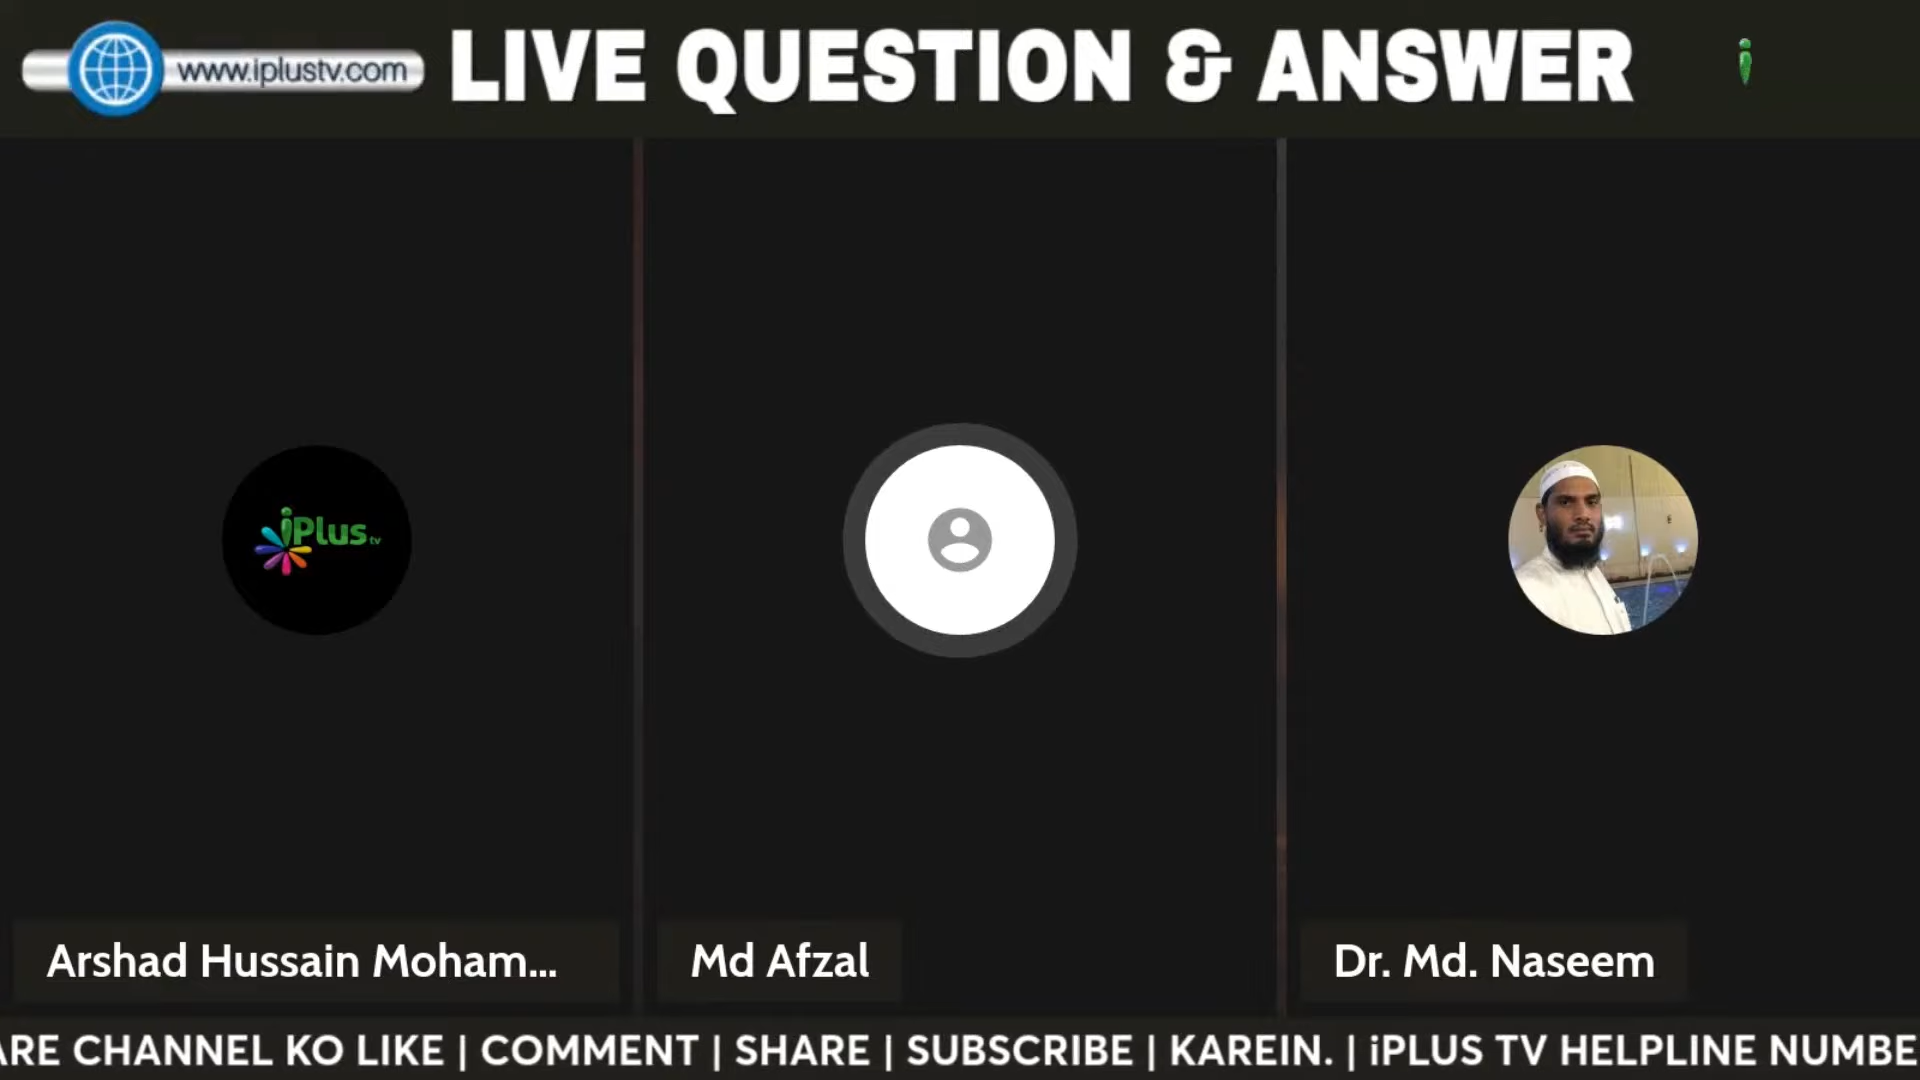 www.iplustv.com LIVE QUESTION & ANSWER
iPlus tv
Arshad Hussain Moham... Md Afzal Dr. Md. Naseem
ARE CHANNEL KO LIKE | COMMENT | SHARE | SUBSCRIBE | KAREIN. | iPLUS TV HELPLINE NUMBE